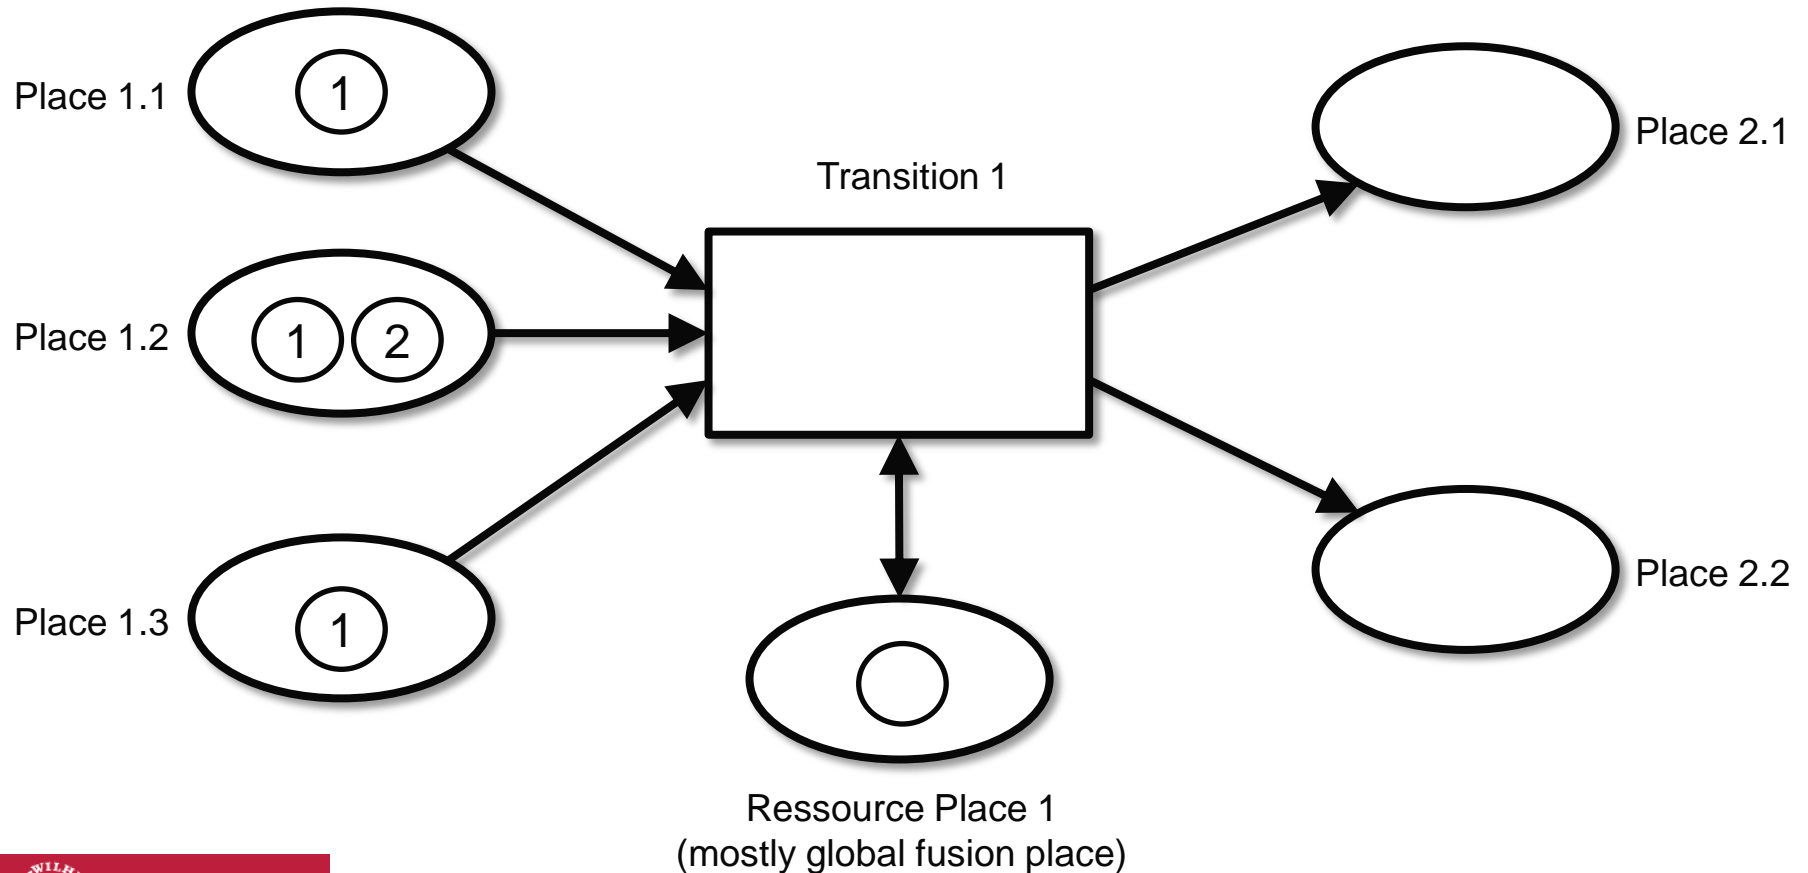 Place 1.1
1
Transition 1
Place 2.1
Place 1.2
1 2
Place 1.3
1
Place 2.2
Ressource Place 1
(mostly global fusion place)